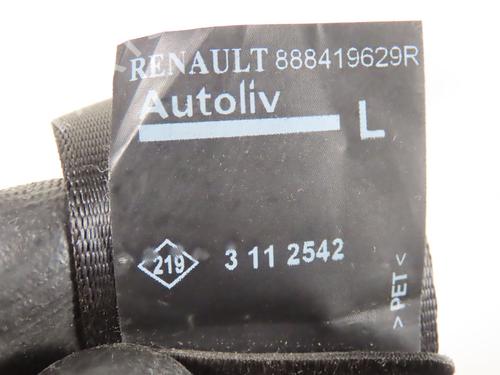 RENAULT 888419629R
Autoliv
L
219 3 11 2542
> PET <